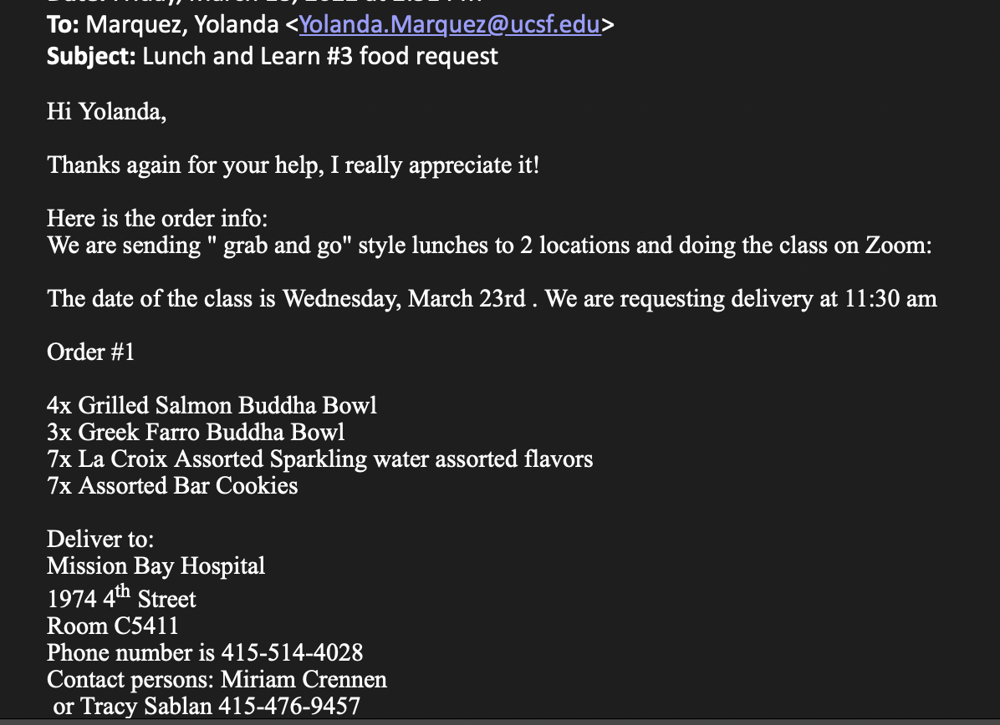 To: Marquez, Yolanda <Yolanda.Marquez@ucsf.edu>
Subject: Lunch and Learn #3 food request
Hi Yolanda,
Thanks again for your help, I really appreciate it!
Here is the order info:
We are sending " grab and go" style lunches to 2 locations and doing the class on Zoom:
The date of the class is Wednesday, March 23rd . We are requesting delivery at 11:30 am
Order #1
4x Grilled Salmon Buddha Bowl
3x Greek Farro Buddha Bowl
7x La Croix Assorted Sparkling water assorted flavors
7x Assorted Bar Cookies
Deliver to:
Mission Bay Hospital
1974 4th Street
Room C5411
Phone number is 415-514-4028
Contact persons: Miriam Crennen
or Tracy Sablan 415-476-9457